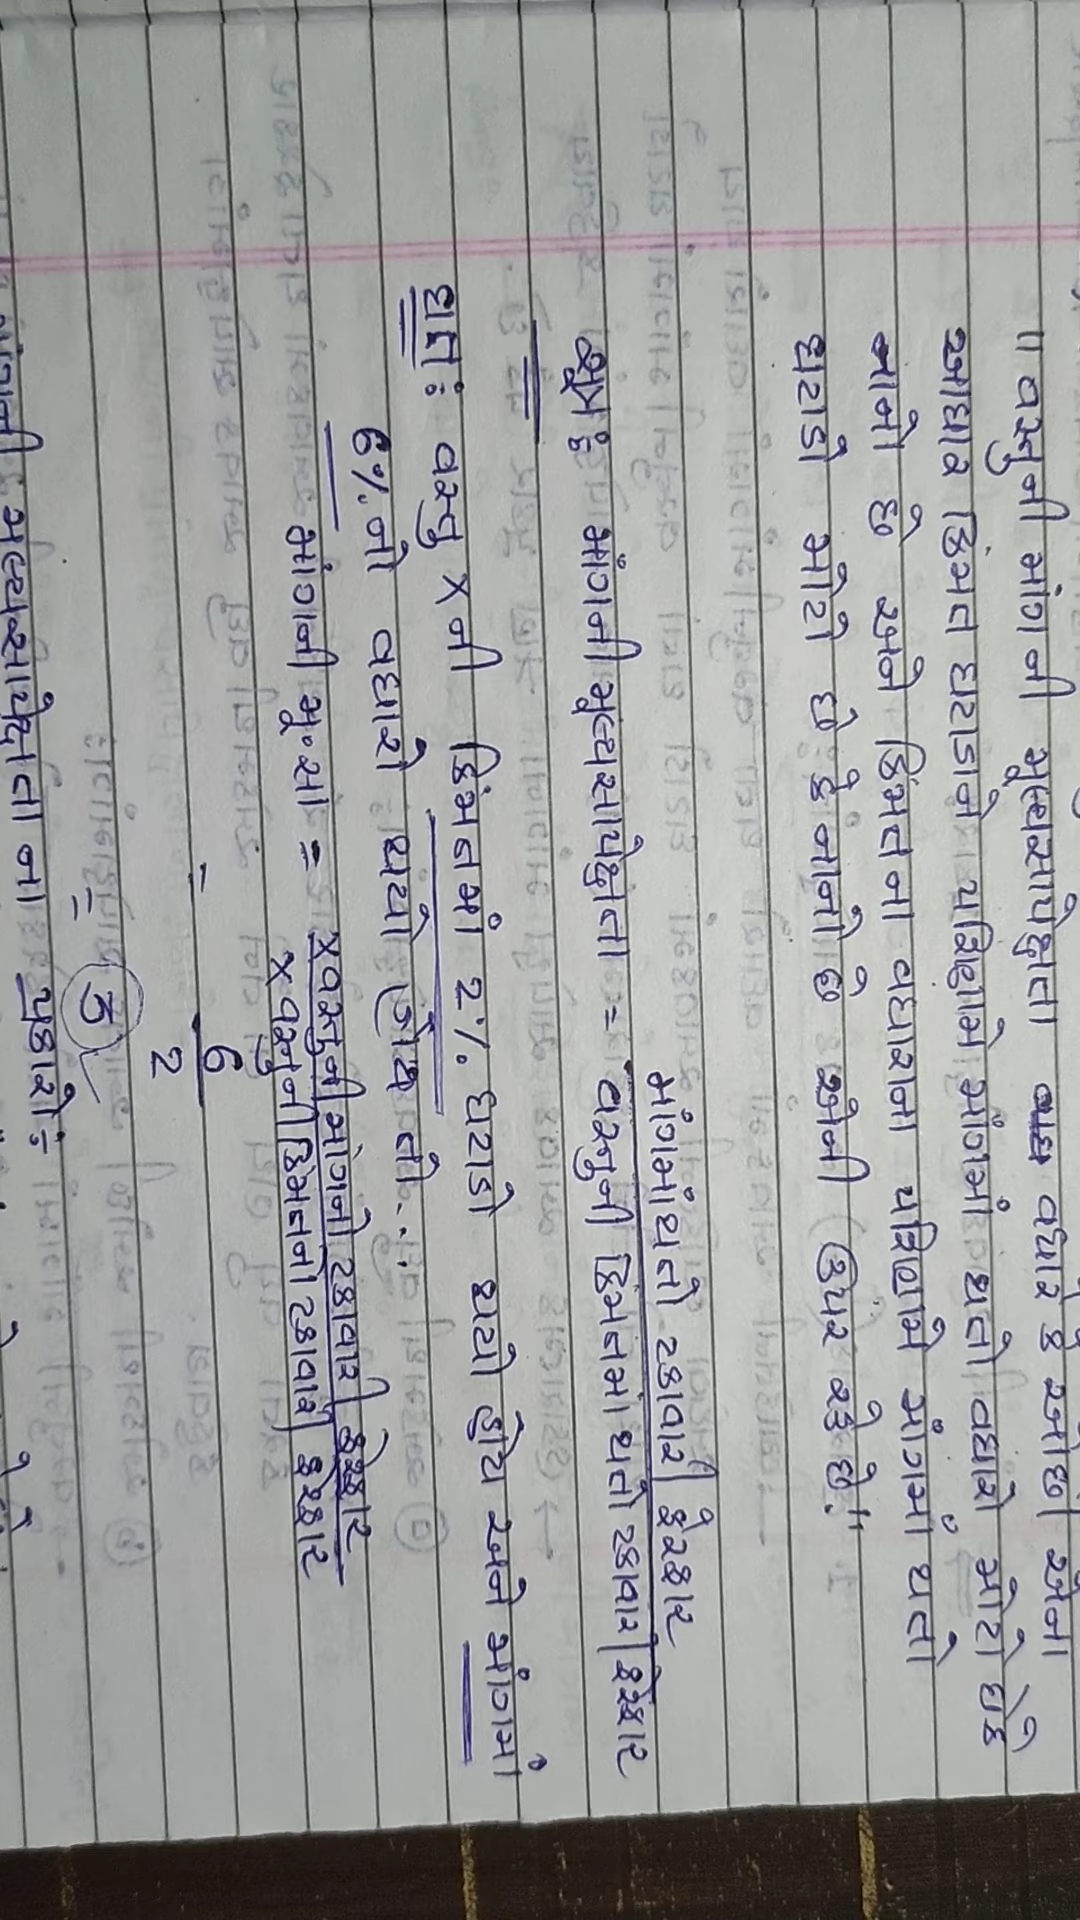 " વસ્તુની માંગની મૂલ્યસાપેક્ષતા વધારે કે ઓછી એના
આધાર કિંમત ઘટાડાને પરિણામે માંગમાં થતો વધારો મોટો છે કે
નાનો છે અને કિંમતના વધારાના પરિણામે માંગમાં થતો
ઘટાડો મોટો છે કે નાનો છે એની ઉપર રહે છે."
માંગમાં થતો ટકાવારી ફેરફાર
સૂત્ર : માંગની મૂલ્યસાપેક્ષતા = વસ્તુની કિંમતમાં થતો ટકાવારી ફેરફાર
ધારો : વસ્તુ X ની કિંમતમાં 2% ઘટાડો થયો હોય અને માંગમાં
6% નો વધારો થયો હોય તો..
માંગની મૂ.સા. = X વસ્તુની માંગનો ટકાવારી ફેરફાર
X વસ્તુની કિંમતનો ટકાવારી ફેરફાર
= 6
2
= 3
માંગની મૂલ્યસાપેક્ષતા ના પ્રકારો :-